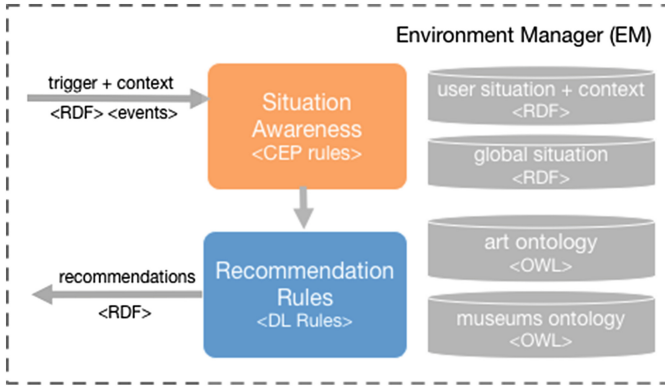 Environment Manager (EM)
trigger + context
<RDF> <events>
Situation
Awareness
<CEP rules>
user situation + context
<RDF>
global situation
<RDF>
recommendations
<RDF>
Recommendation
Rules
<DL Rules>
art ontology
<OWL>
museums ontology
<OWL>